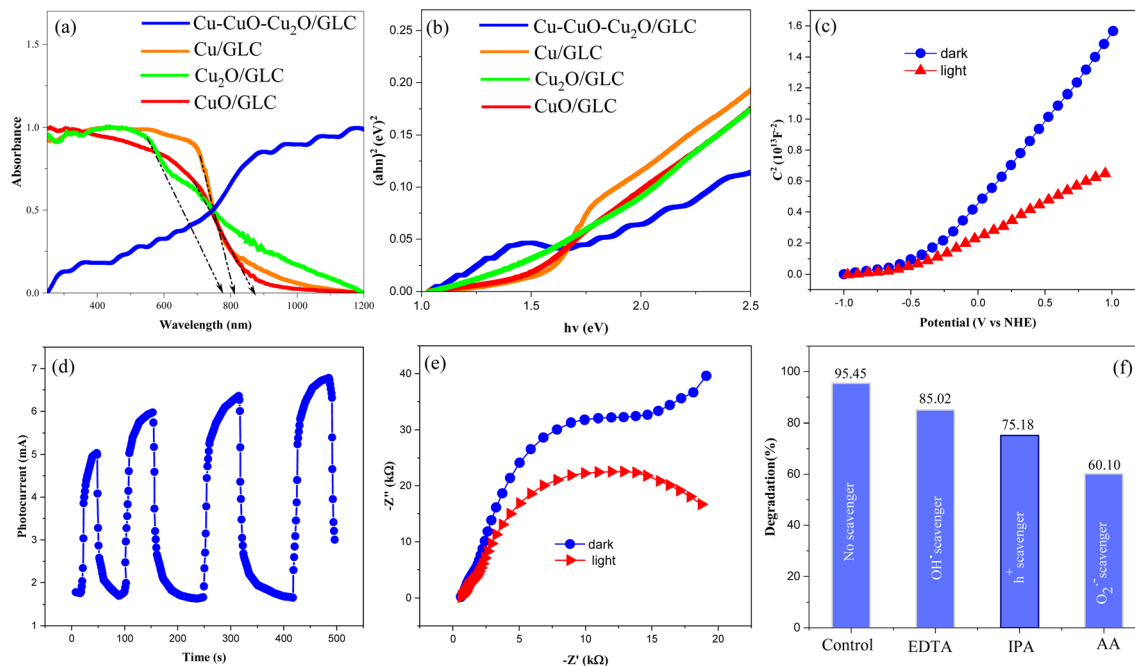 (a)
Cu-CuO-Cu₂O/GLC
Cu/GLC
Cu₂O/GLC
CuO/GLC
Absorbance
1.5
1.0
0.5
0.0
400 600 800 1000 1200
Wavelength (nm)
(b)
Cu-CuO-Cu₂O/GLC
Cu/GLC
Cu₂O/GLC
CuO/GLC
(ahn)² (eV)²
0.25
0.20
0.15
0.10
0.05
0.00
1.0 1.5 2.0 2.5
hν (eV)
(c)
dark
light
C² (10¹³F⁻²)
1.6
1.4
1.2
1.0
0.8
0.6
0.4
0.2
0.0
-1.0 -0.5 0.0 0.5 1.0
Potential (V vs NHE)
(d)
Photocurrent (mA)
7
6
5
4
3
2
1
0 100 200 300 400 500
Time (s)
(e)
dark
light
-Z'' (kΩ)
40
30
20
10
0
0 5 10 15 20 25
-Z' (kΩ)
(f)
Degradation(%)
100
80
60
40
20
0
95.45
85.02
75.18
60.10
No scavenger
OH· scavenger
h⁺ scavenger
O₂·⁻ scavenger
Control EDTA IPA AA